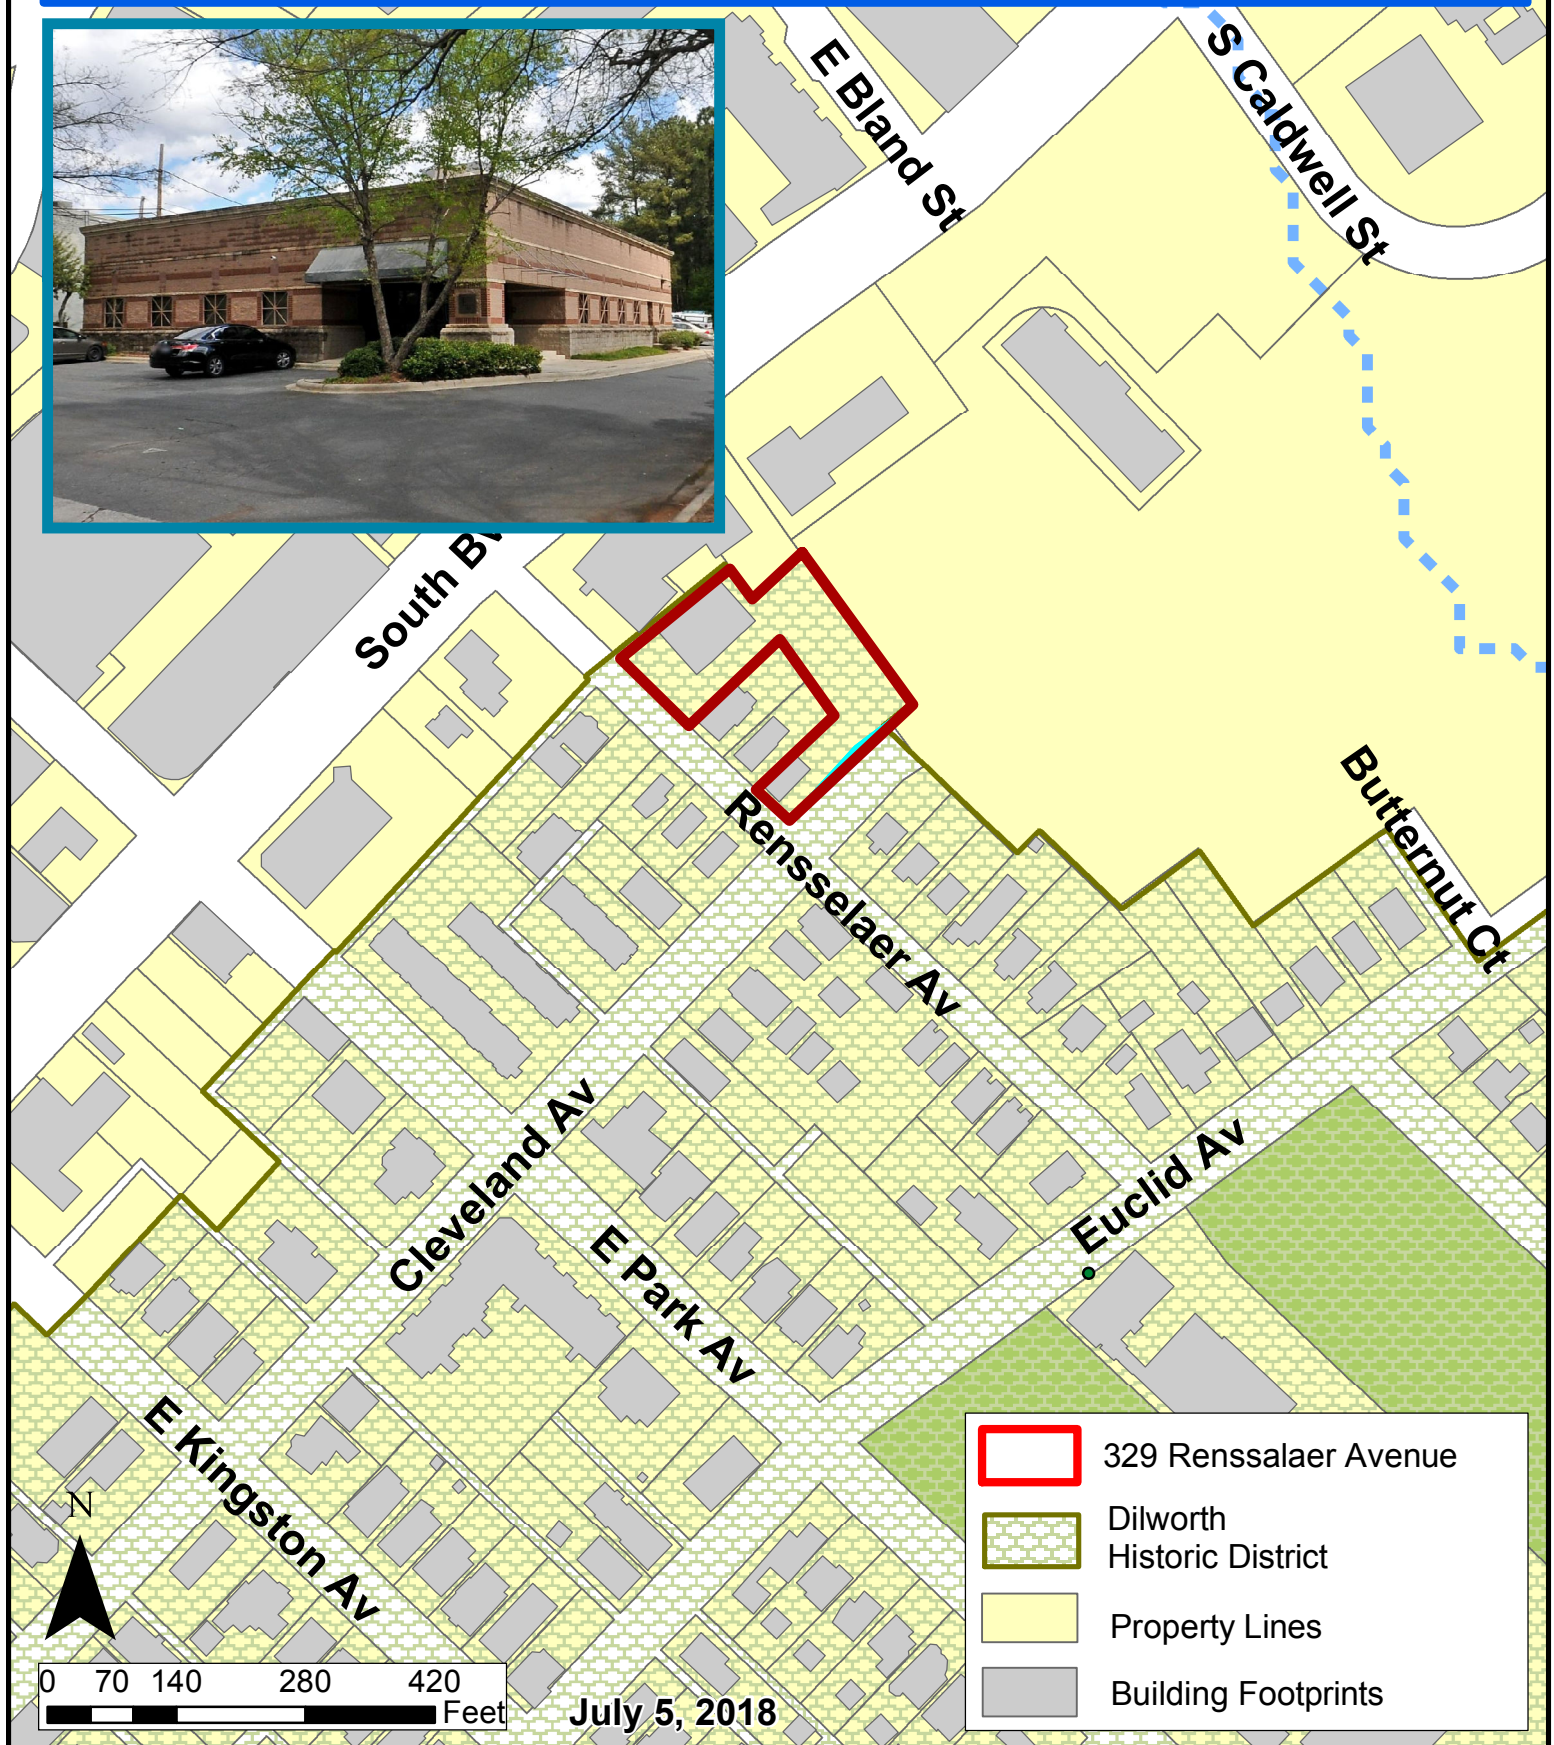 S Caldwell St
E Bland St
South Bv
Butternut Ct
Rensselaer Av
Cleveland Av
Euclid Av
E Park Av
E Kingston Av
N
329 Renssalaer Avenue
Dilworth
Historic District
Property Lines
Building Footprints
0 70 140 280 420
Feet
July 5, 2018